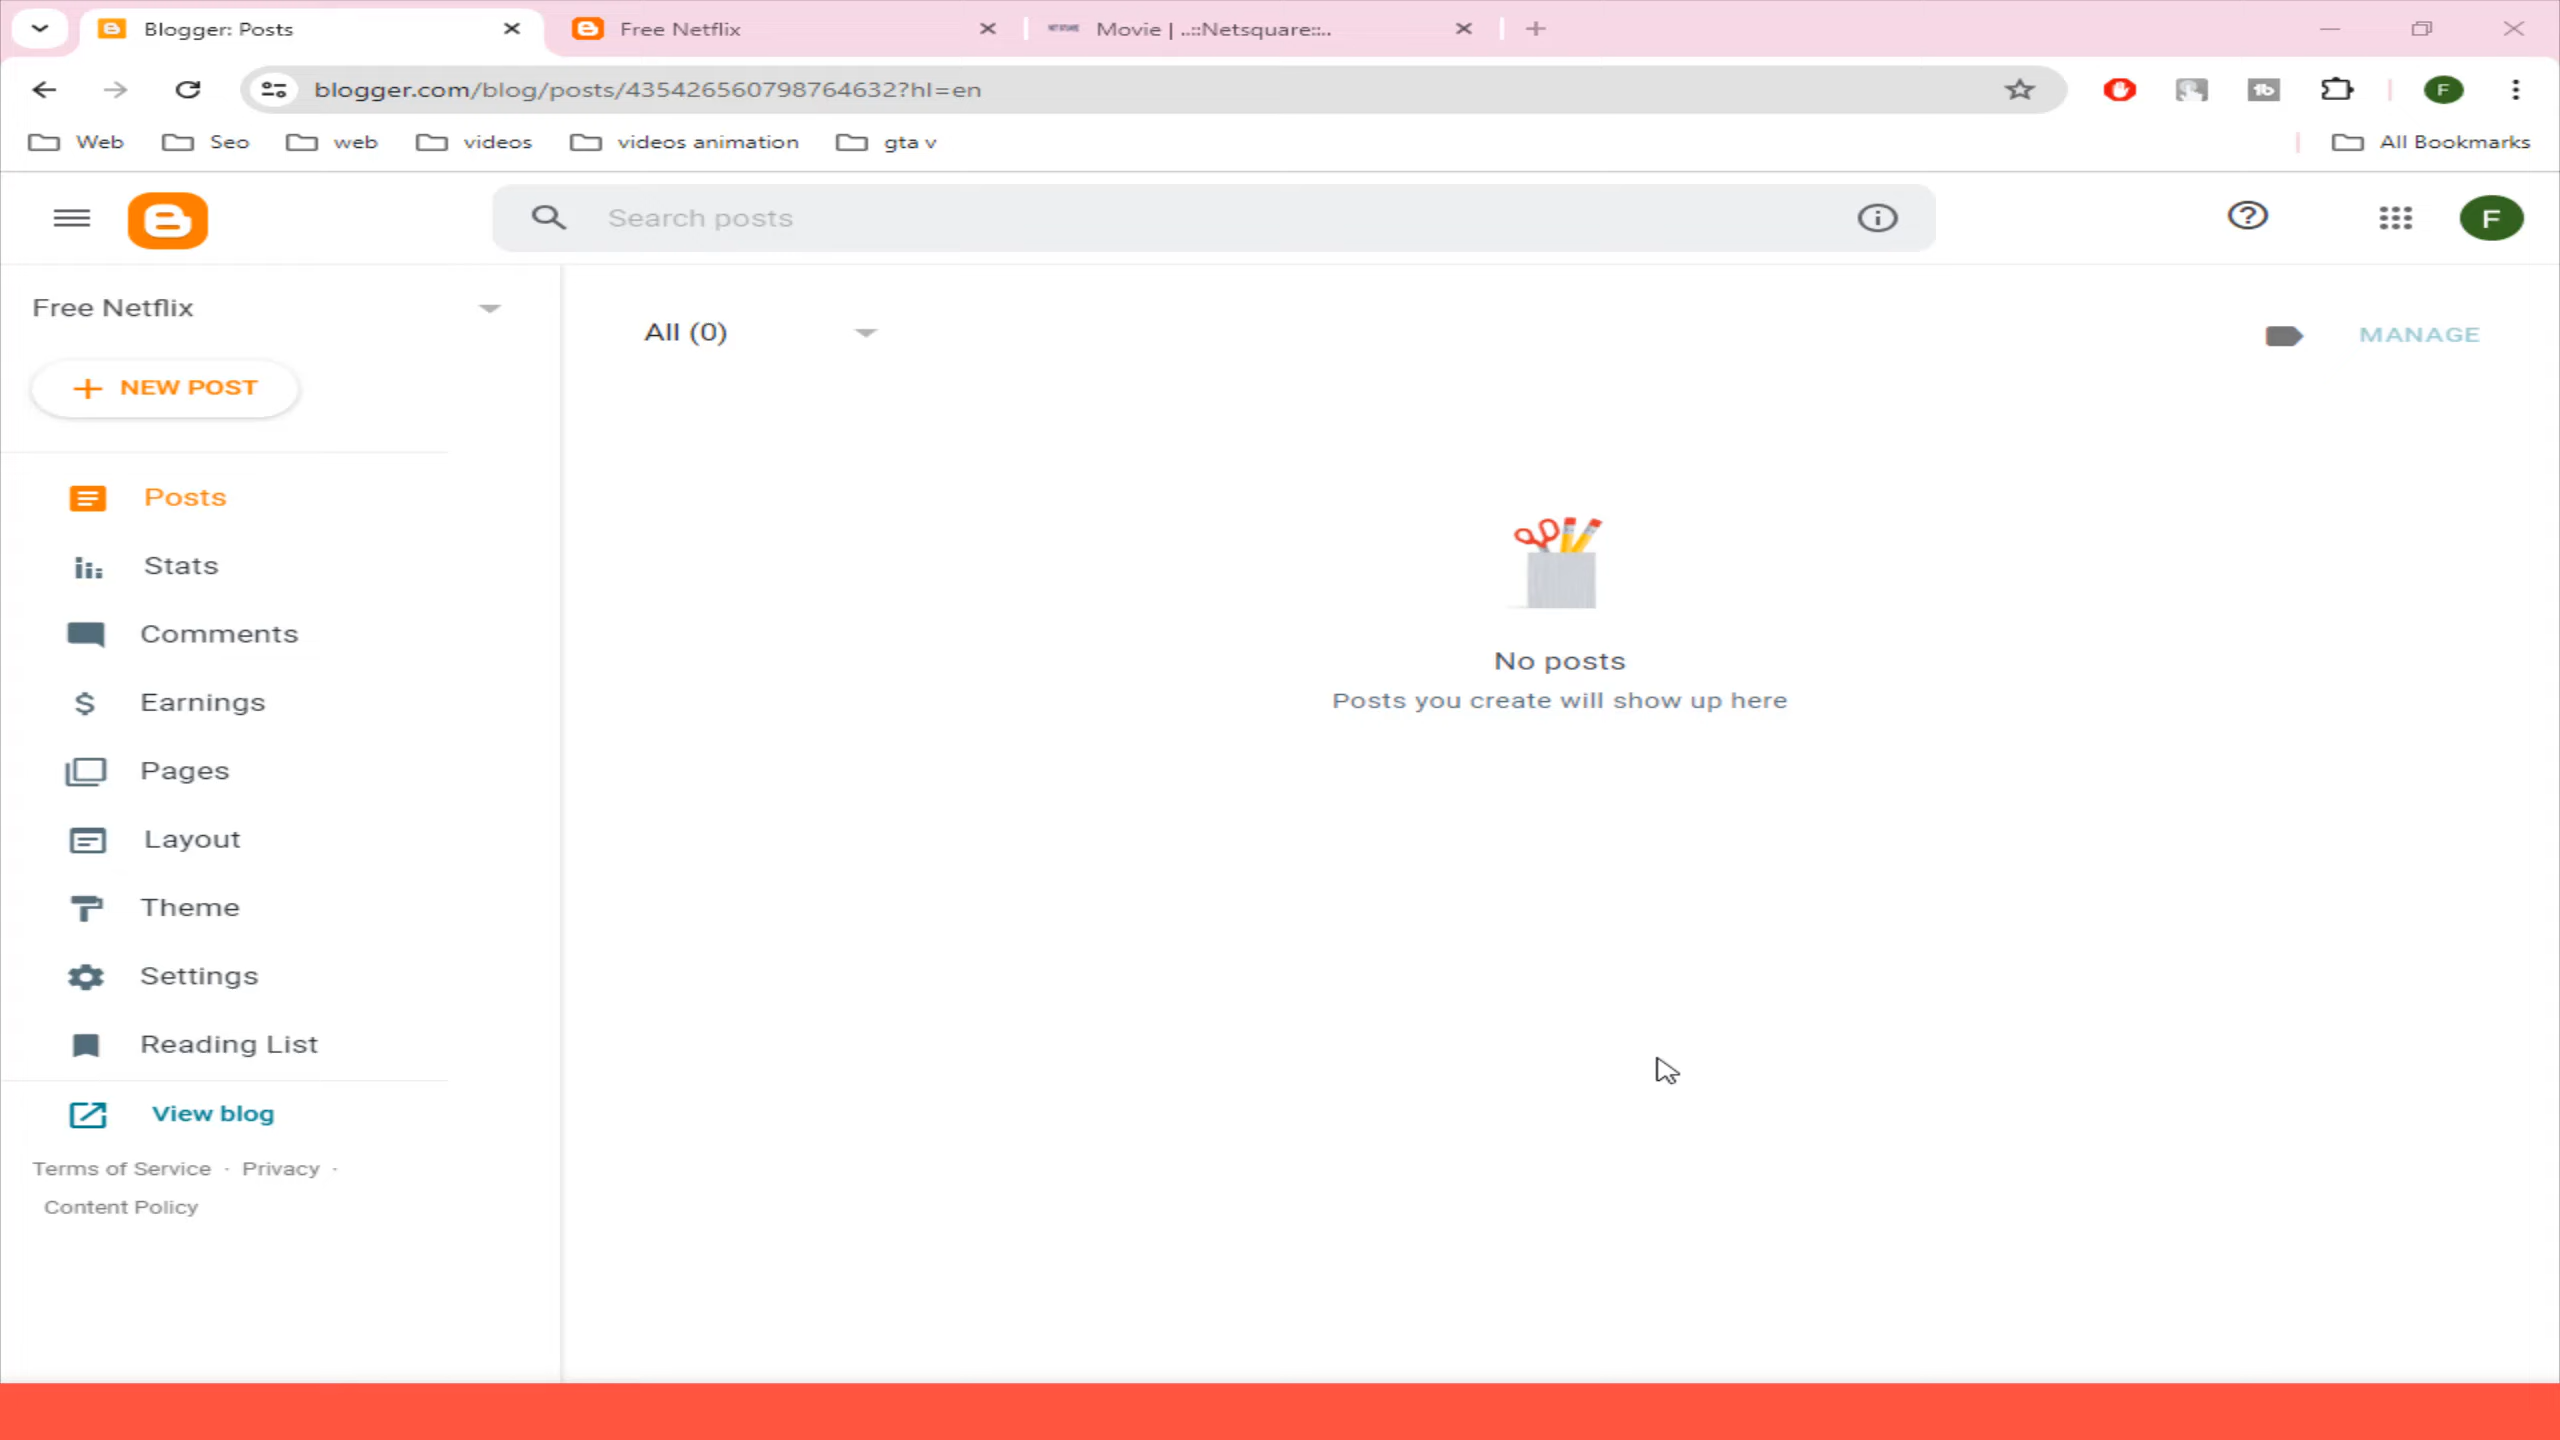 Blogger: Posts
Free Netflix
Movie | ..::Netsquare::..
blogger.com/blog/posts/435426560798764632?hl=en
F
Web
Seo
web
videos
videos animation
gta v
All Bookmarks
Search posts
F
Free Netflix
NEW POST
All (0)
MANAGE
Posts
Stats
Comments
Earnings
Pages
Layout
Theme
Settings
Reading List
View blog
Terms of Service · Privacy ·
Content Policy
No posts
Posts you create will show up here